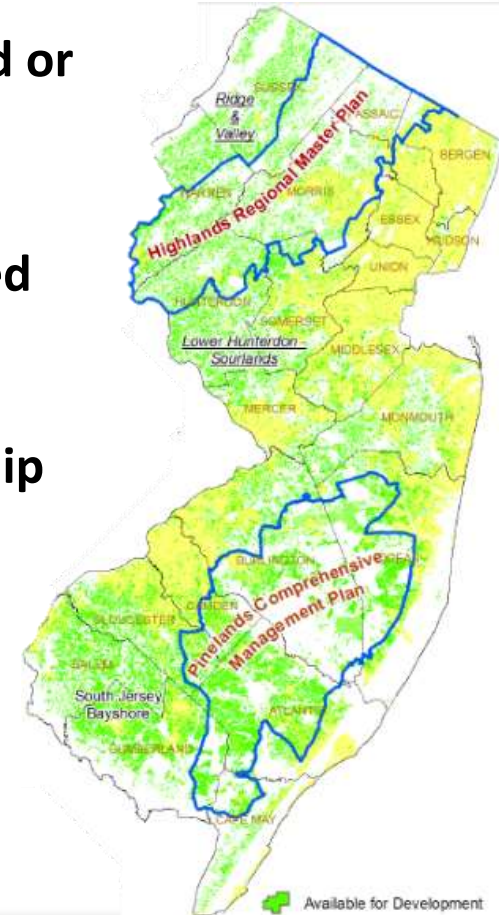 d or
ed
ip
SUSSEX
Ridge
&
Valley
PASSAIC
BERGEN
WARREN
Highlands Regional Master Plan
MORRIS
ESSEX
HUDSON
UNION
HUNTERDON
SOMERSET
Lower Hunterdon -
Sourlands
MIDDLESEX
MERCER
MONMOUTH
BURLINGTON
OCEAN
Pinelands Comprehensive
Management Plan
CAMDEN
GLOUCESTER
SALEM
South Jersey
Bayshore
ATLANTIC
CUMBERLAND
CAPE MAY
Available for Development